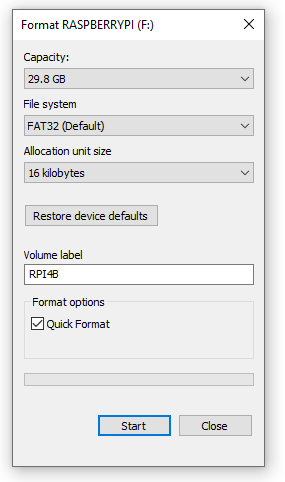 Format RASPBERRYPI (F:)
Capacity:
29.8 GB
File system
FAT32 (Default)
Allocation unit size
16 kilobytes
Restore device defaults
Volume label
RPI4B
Format options
Quick Format
Start
Close